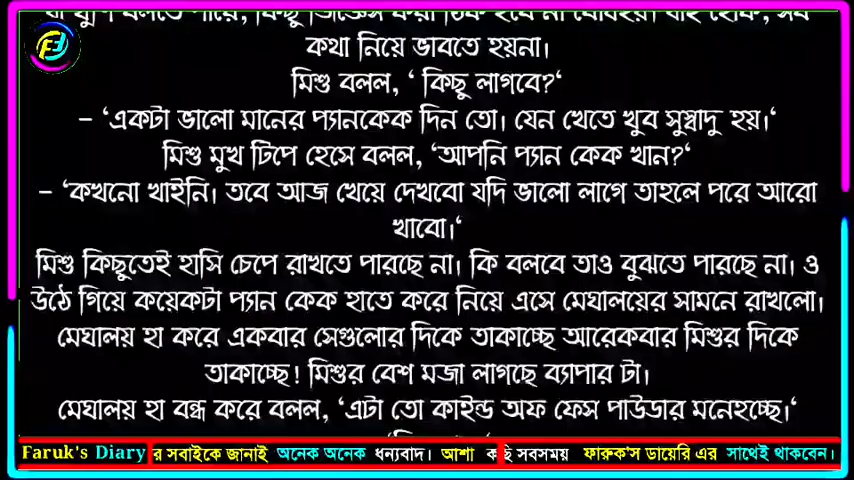 কথা নিয়ে ভাবতে হয়না।
মিশু বলল, ‘ কিছু লাগবে?‘
– ‘একটা ভালো মানের প্যানকেক দিন তো। যেন খেতে খুব সুস্বাদু হয়।‘
মিশু মুখ টিপে হেসে বলল, ‘আপনি প্যান কেক খান?‘
– ‘কখনো খাইনি। তবে আজ খেয়ে দেখবো যদি ভালো লাগে তাহলে পরে আরো
খাবো।‘
মিশু কিছুতেই হাসি চেপে রাখতে পারছে না। কি বলবে তাও বুঝতে পারছে না। ও
উঠে গিয়ে কয়েকটা প্যান কেক হাতে করে নিয়ে এসে মেঘালয়ের সামনে রাখলো।
মেঘালয় হা করে একবার সেগুলোর দিকে তাকাচ্ছে আরেকবার মিশুর দিকে
তাকাচ্ছে! মিশুর বেশ মজা লাগছে ব্যাপার টা।
মেঘালয় হা বন্ধ করে বলল, ‘এটা তো কাইন্ড অফ ফেস পাউডার মনেহচ্ছে।‘
Faruk's Diary র সবাইকে জানাই অনেক অনেক ধন্যবাদ। আশা সবসময় ফারুক'স ডায়েরি এর সাথেই থাকবেন।